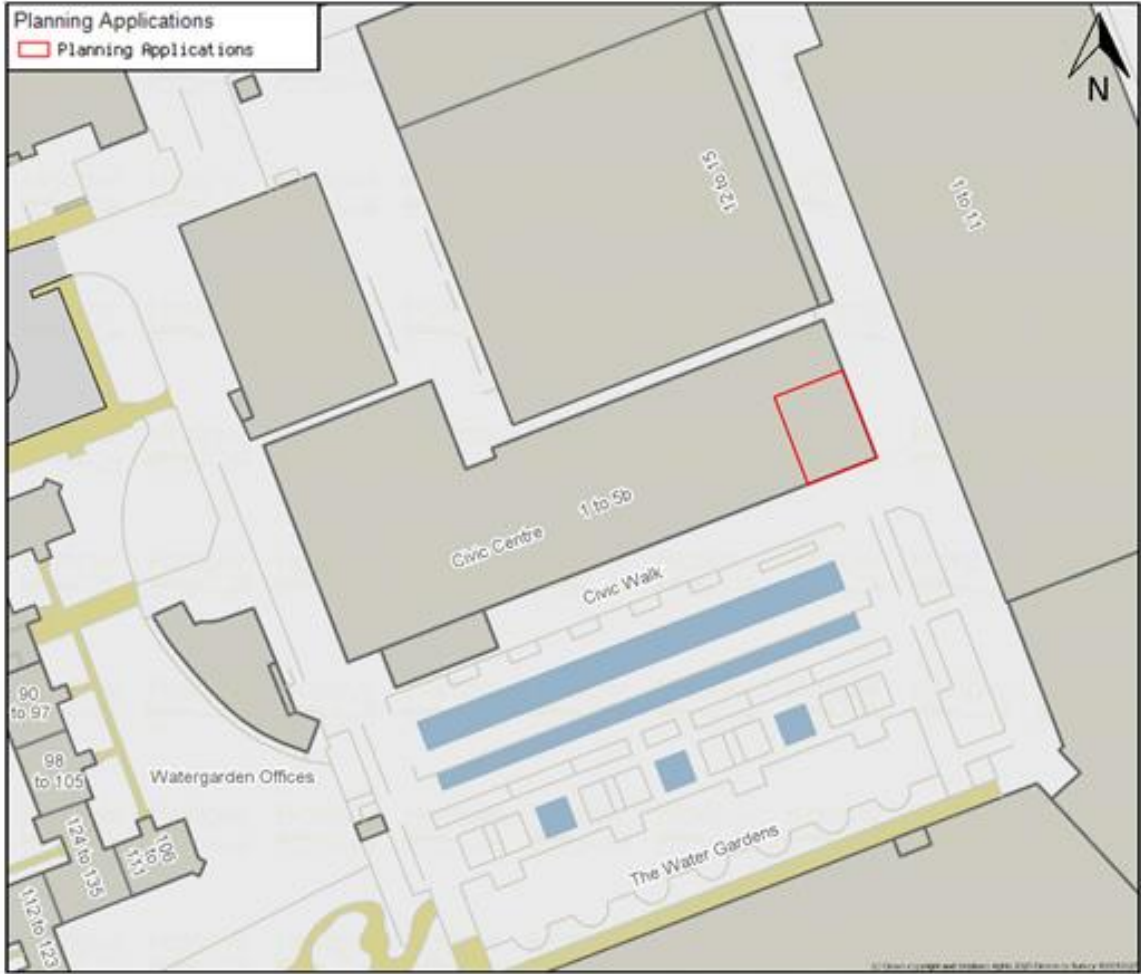 Planning Applications
Planning Applications
N
12 to 15
1 to 11
1 to 5b
Civic Centre
Civic Walk
90
to 97
98
to 105
Watergarden Offices
124 to 135
106
to
111
112 to 123
The Water Gardens